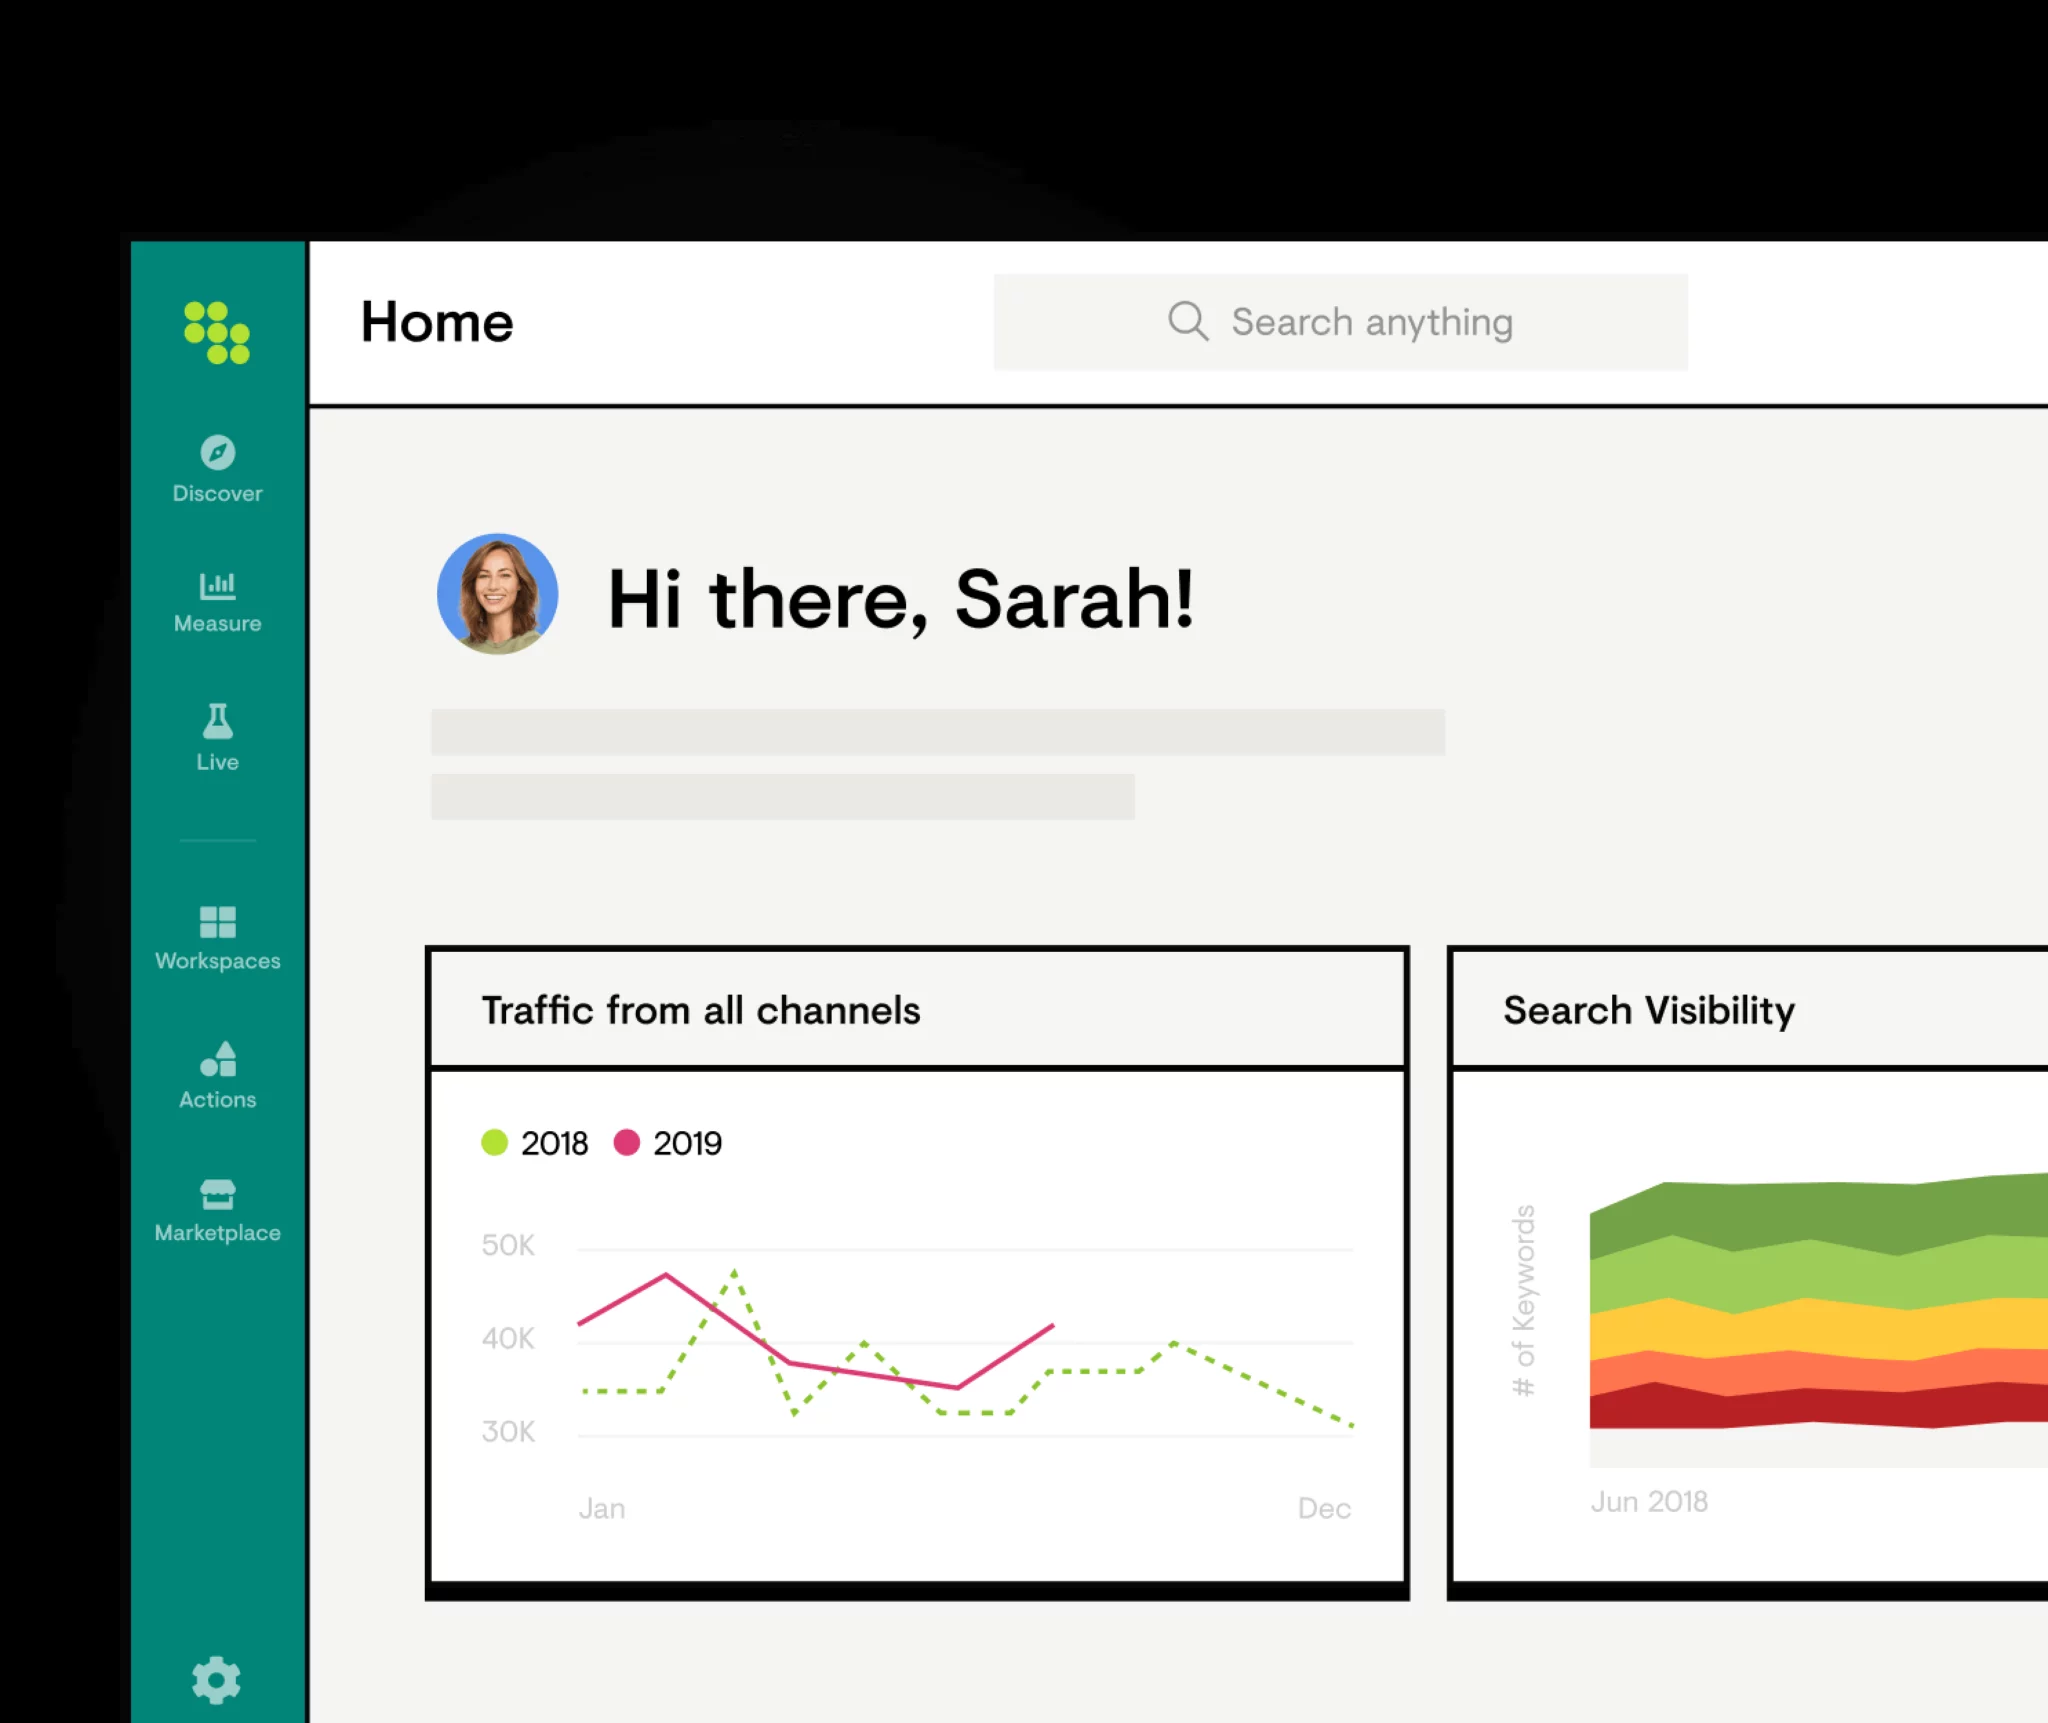 Home
Search anything
Discover
Measure
Live
Workspaces
Actions
Marketplace
Hi there, Sarah!
Traffic from all channels
2018 2019
50K
40K
30K
Jan Dec
Search Visibility
# of Keywords
Jun 2018